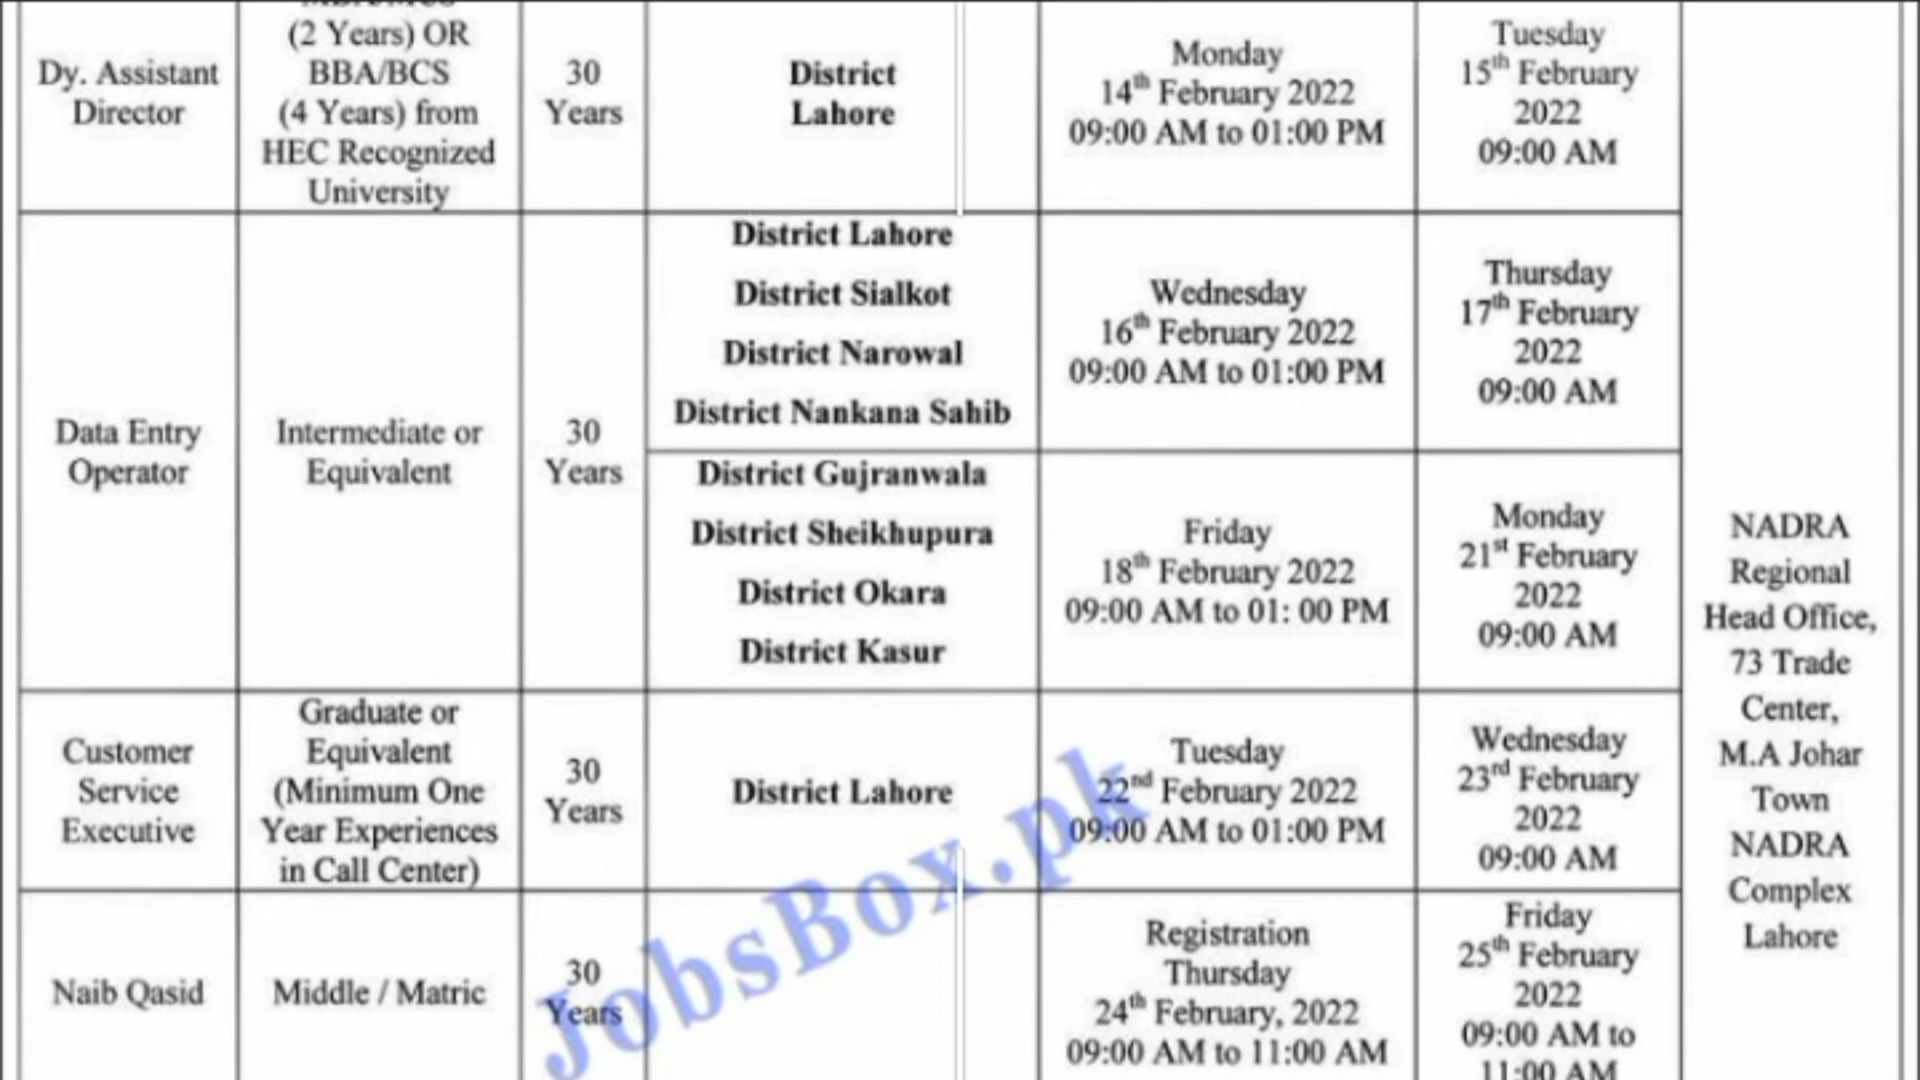 Dy. Assistant
Director
(2 Years) OR
BBA/BCS
(4 Years) from
HEC Recognized
University
30
Years
District
Lahore
Monday
14th February 2022
09:00 AM to 01:00 PM
Tuesday
15th February
2022
09:00 AM
Data Entry
Operator
Intermediate or
Equivalent
30
Years
District Lahore
District Sialkot
District Narowal
District Nankana Sahib
Wednesday
16th February 2022
09:00 AM to 01:00 PM
Thursday
17th February
2022
09:00 AM
District Gujranwala
District Sheikhupura
District Okara
District Kasur
Friday
18th February 2022
09:00 AM to 01: 00 PM
Monday
21st February
2022
09:00 AM
Customer
Service
Executive
Graduate or
Equivalent
(Minimum One
Year Experiences
in Call Center)
30
Years
District Lahore
Tuesday
22nd February 2022
09:00 AM to 01:00 PM
Wednesday
23rd February
2022
09:00 AM
Naib Qasid
Middle / Matric
30
Years
Registration
Thursday
24th February, 2022
09:00 AM to 11:00 AM
Friday
25th February
2022
09:00 AM to
11:00 AM
NADRA
Regional
Head Office,
73 Trade
Center,
M.A Johar
Town
NADRA
Complex
Lahore
JobsBox.pk